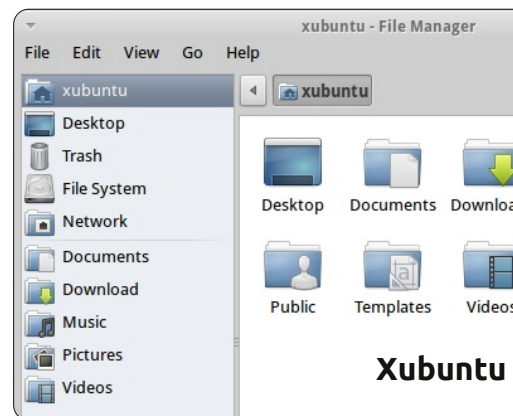 xubuntu - File Manager
File Edit View Go Help
xubuntu
Desktop
Trash
File System
Network
Documents
Download
Music
Pictures
Videos
xubuntu
Desktop Documents Downloa
Public Templates Videos
Xubuntu